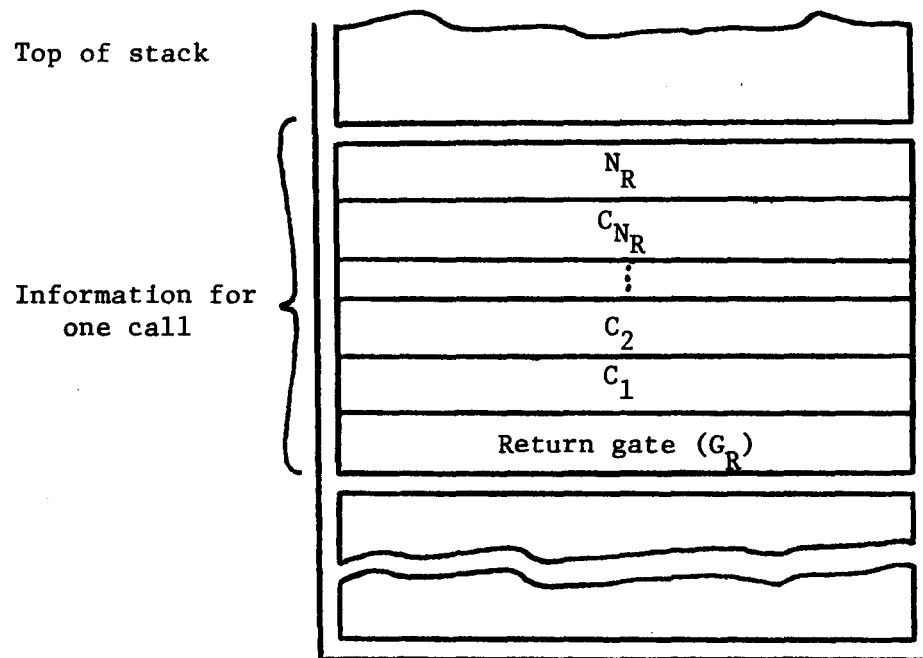 Top of stack
N_R
C_{N_R}
⋮
Information for
one call
C_2
C_1
Return gate (G_R)